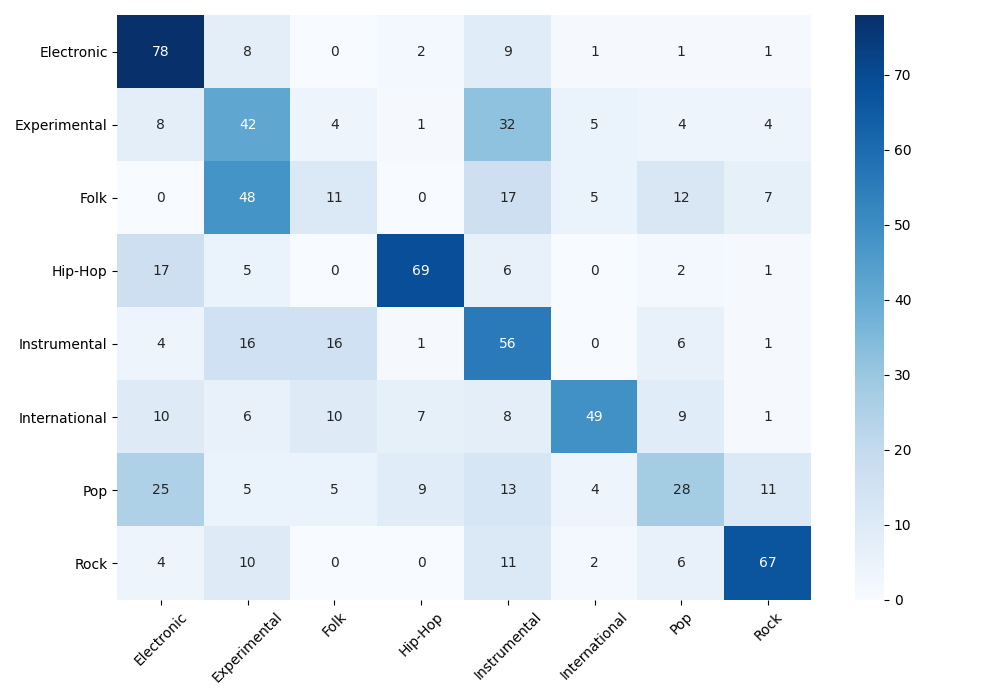 Electronic 78 8 0 2 9 1 1 1
Experimental 8 42 4 1 32 5 4 4
Folk 0 48 11 0 17 5 12 7
Hip-Hop 17 5 0 69 6 0 2 1
Instrumental 4 16 16 1 56 0 6 1
International 10 6 10 7 8 49 9 1
Pop 25 5 5 9 13 4 28 11
Rock 4 10 0 0 11 2 6 67
Electronic Experimental Folk Hip-Hop Instrumental International Pop Rock
70
60
50
40
30
20
10
0